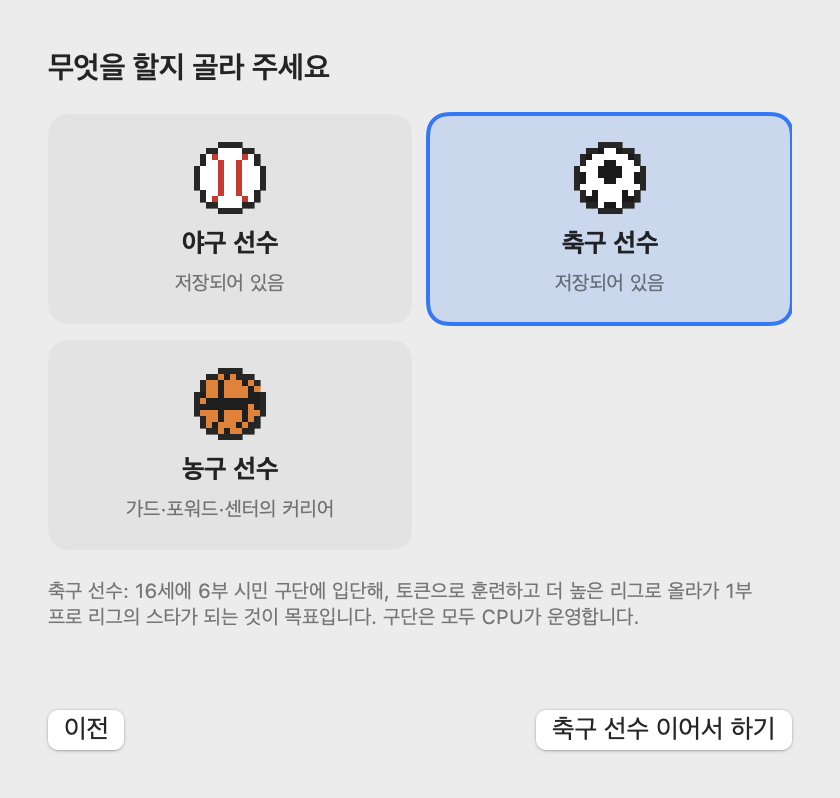 무엇을 할지 골라 주세요
야구 선수
저장되어 있음
축구 선수
저장되어 있음
농구 선수
가드·포워드·센터의 커리어
축구 선수: 16세에 6부 시민 구단에 입단해, 토큰으로 훈련하고 더 높은 리그로 올라가 1부
프로 리그의 스타가 되는 것이 목표입니다. 구단은 모두 CPU가 운영합니다.
이전
축구 선수 이어서 하기